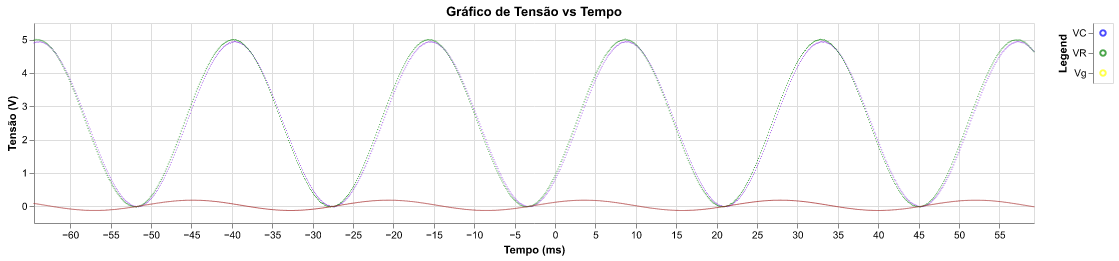 Gráfico de Tensão vs Tempo
Tensão (V)
5
4
3
2
1
0
−60 −55 −50 −45 −40 −35 −30 −25 −20 −15 −10 −5 0 5 10 15 20 25 30 35 40 45 50 55
Tempo (ms)
Legend
VC
VR
Vg